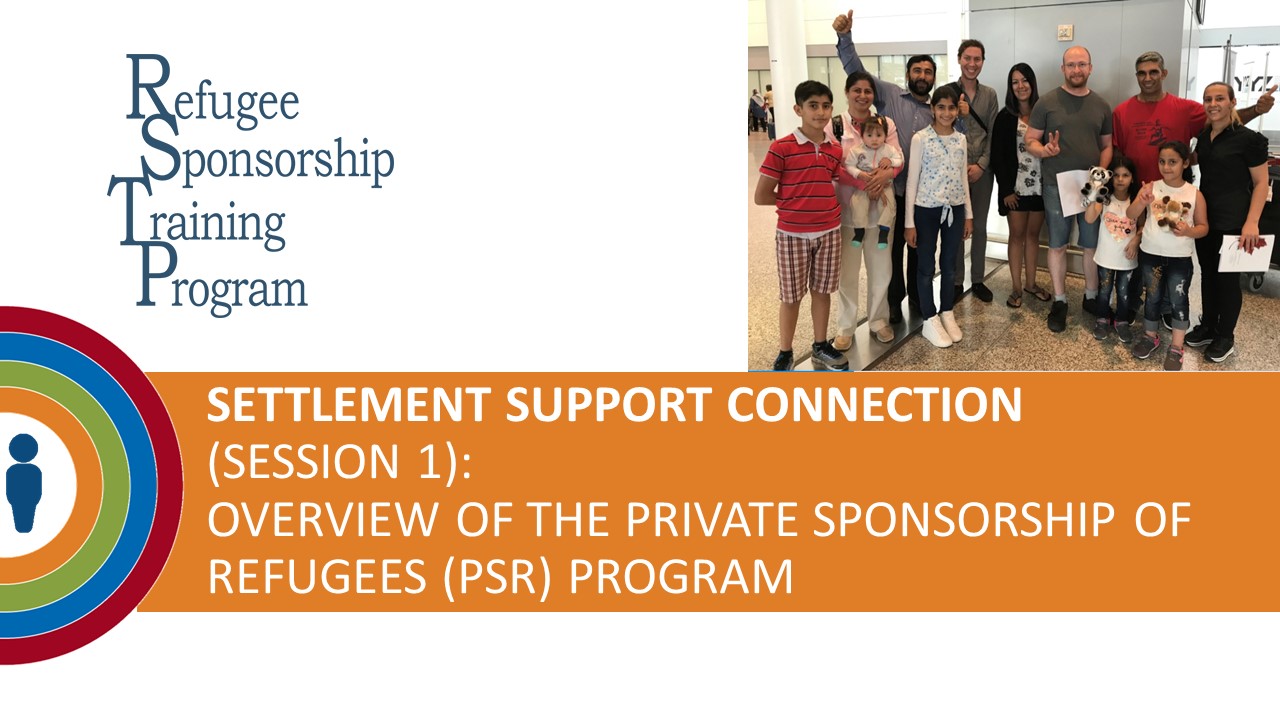 Refugee
Sponsorship
Training
Program
SETTLEMENT SUPPORT CONNECTION
(SESSION 1):
OVERVIEW OF THE PRIVATE SPONSORSHIP OF
REFUGEES (PSR) PROGRAM